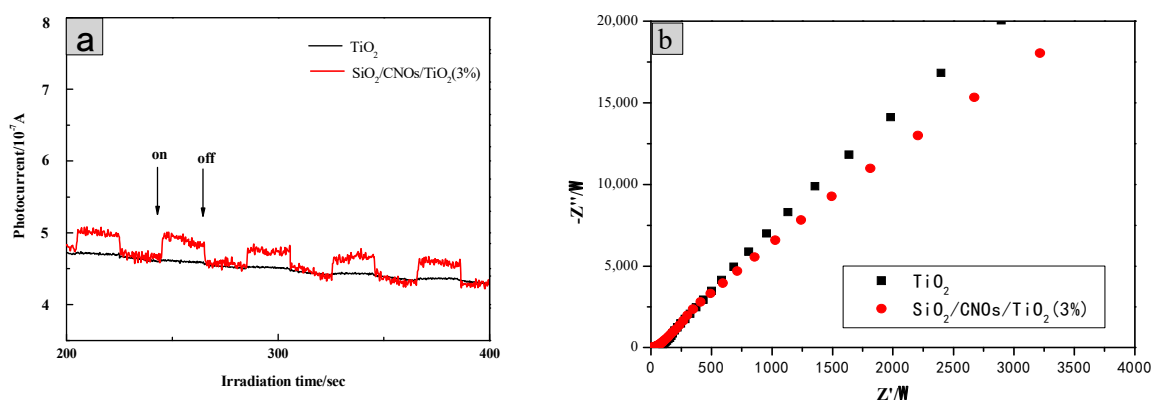 a
8
7
6
5
4
Photocurrent/10⁻⁷A
TiO₂
SiO₂/CNOs/TiO₂(3%)
on
off
200
300
400
Irradiation time/sec
b
20,000
15,000
10,000
5,000
0
-Z''/W
TiO₂
SiO₂/CNOs/TiO₂(3%)
0 500 1000 1500 2000 2500 3000 3500 4000
Z'/W